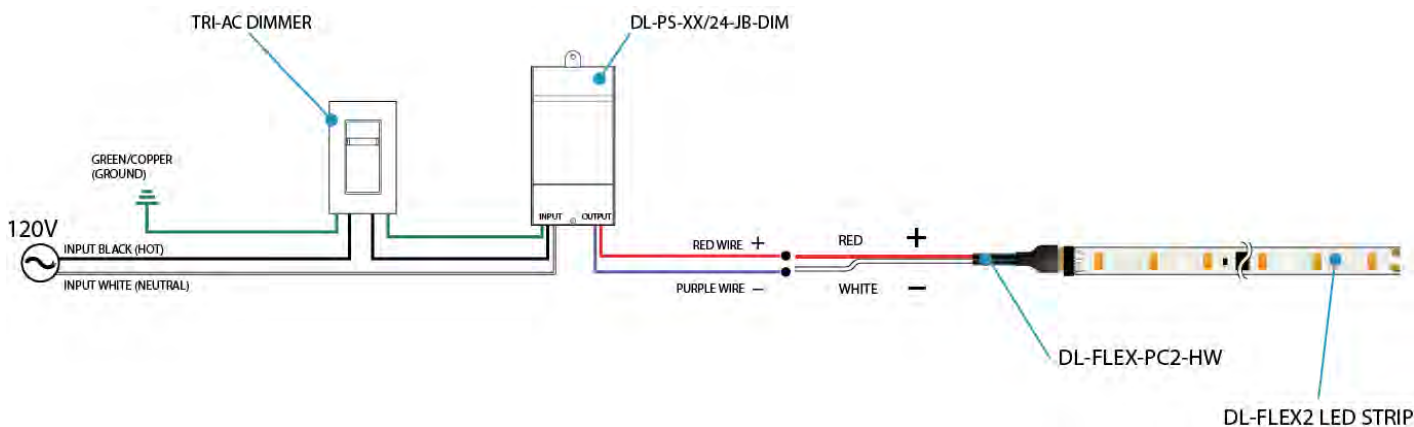 TRI-AC DIMMER
DL-PS-XX/24-JB-DIM
GREEN/COPPER
(GROUND)
120V
INPUT BLACK (HOT)
INPUT WHITE (NEUTRAL)
INPUT OUTPUT
RED WIRE +
RED +
PURPLE WIRE –
WHITE –
DL-FLEX-PC2-HW
DL-FLEX2 LED STRIP